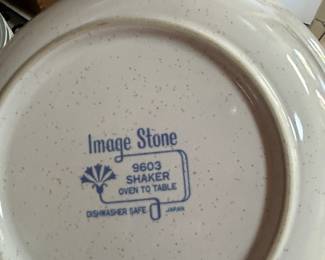 Image Stone
9603
SHAKER
OVEN TO TABLE
DISHWASHER SAFE JAPAN